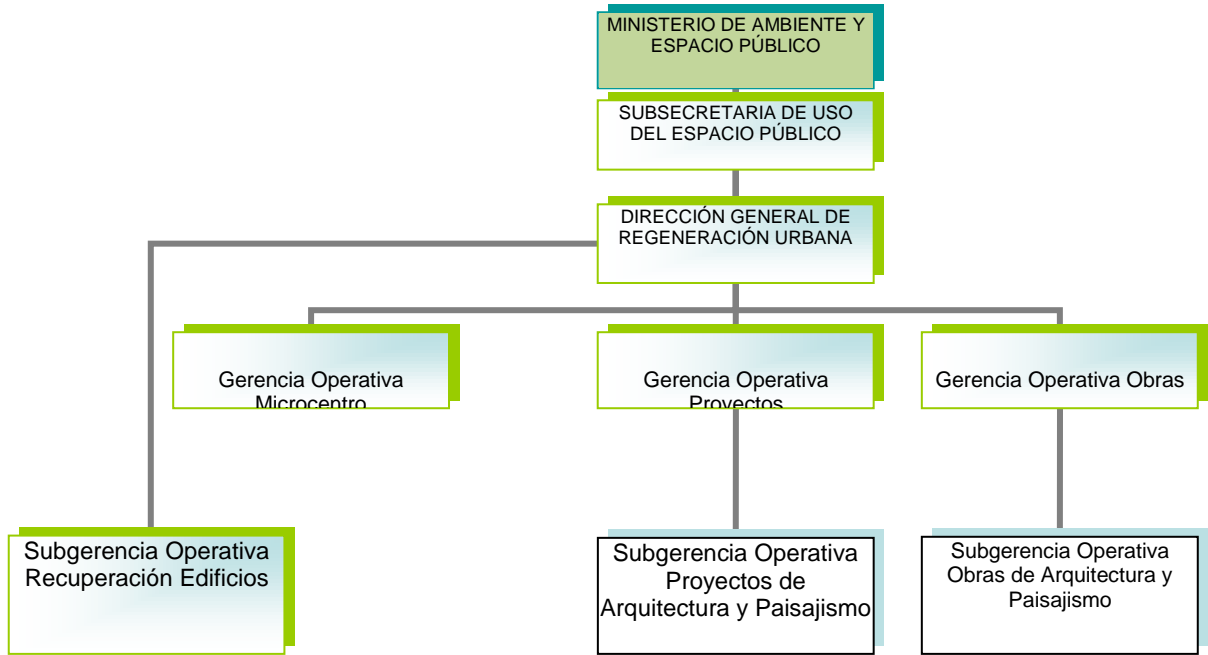 MINISTERIO DE AMBIENTE Y
ESPACIO PÚBLICO
SUBSECRETARIA DE USO
DEL ESPACIO PÚBLICO
DIRECCIÓN GENERAL DE
REGENERACIÓN URBANA
Gerencia Operativa
Microcentro
Gerencia Operativa
Proyectos
Gerencia Operativa Obras
Subgerencia Operativa
Recuperación Edificios
Subgerencia Operativa
Proyectos de
Arquitectura y Paisajismo
Subgerencia Operativa
Obras de Arquitectura y
Paisajismo